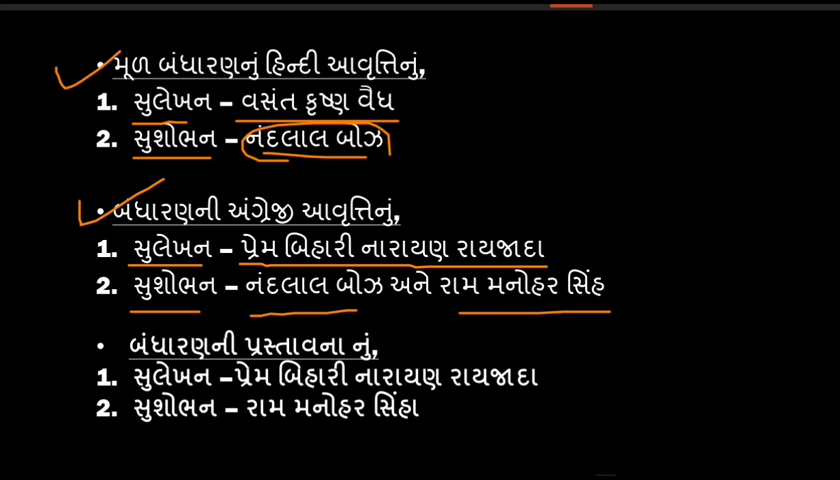 • મૂળ બંધારણનું હિન્દી આવૃત્તિનું,
1. સુલેખન – વસંત કૃષ્ણ વૈધ
2. સુશોભન – નંદલાલ બોઝ
• બંધારણની અંગ્રેજી આવૃત્તિનું,
1. સુલેખન – પ્રેમ બિહારી નારાયણ રાયજાદા
2. સુશોભન – નંદલાલ બોઝ અને રામ મનોહર સિંહ
• બંધારણની પ્રસ્તાવના નું,
1. સુલેખન –પ્રેમ બિહારી નારાયણ રાયજાદા
2. સુશોભન – રામ મનોહર સિંહા